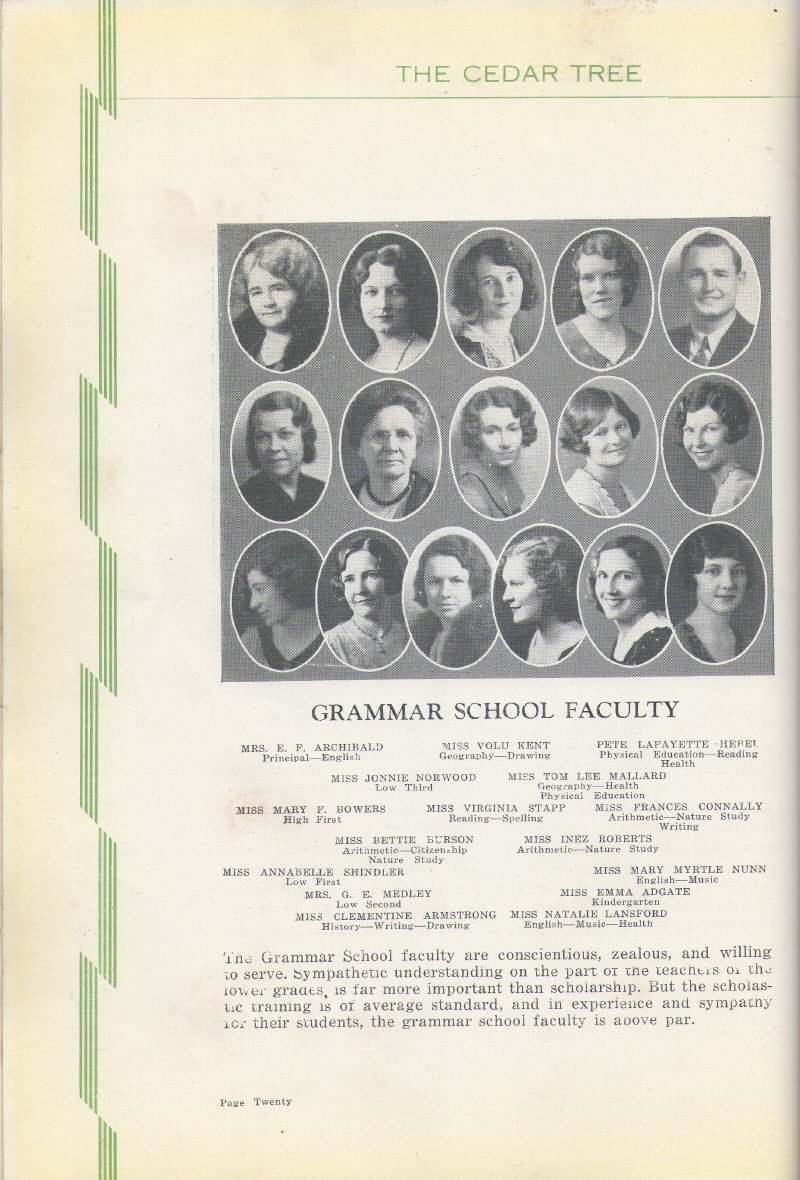 THE CEDAR TREE
GRAMMAR SCHOOL FACULTY
MRS. E. F. ARCHIBALD MISS VOLU KENT PETE LAFAYETTE HEBEL
Principal—English Geography—Drawing Physical Education—Reading
Health
MISS JONNIE NORWOOD MISS TOM LEE MALLARD
Low Third Geography—Health
Physical Education
MISS MARY F. BOWERS MISS VIRGINIA STAPP MISS FRANCES CONNALLY
High First Reading—Spelling Arithmetic—Nature Study
Writing
MISS BETTIE BURSON MISS INEZ ROBERTS
Arithmetic—Citizenship Arithmetic—Nature Study
Nature Study
MISS ANNABELLE SHINDLER MISS MARY MYRTLE NUNN
Low First English—Music
MRS. G. E. MEDLEY MISS EMMA ADGATE
Low Second Kindergarten
MISS CLEMENTINE ARMSTRONG MISS NATALIE LANSFORD
History—Writing—Drawing English—Music—Health
The Grammar School faculty are conscientious, zealous, and willing
to serve. Sympathetic understanding on the part of the teachers of the
lower grades, is far more important than scholarship. But the scholas-
tic training is of average standard, and in experience and sympathy
for their students, the grammar school faculty is above par.
Page Twenty